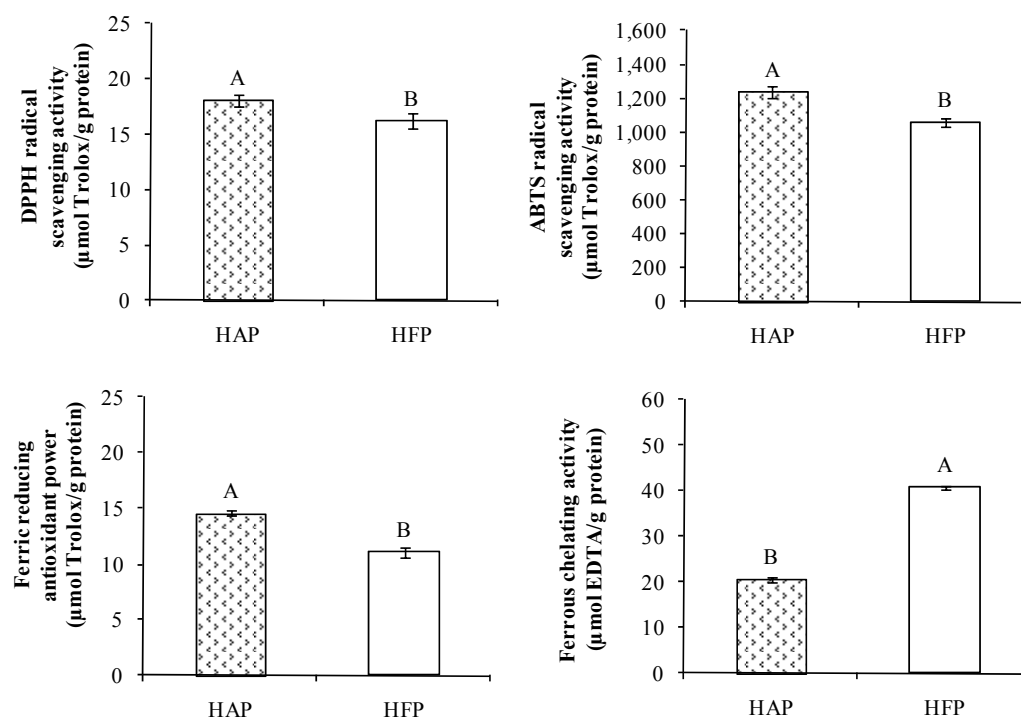 DPPH radical
scavenging activity
(µmol Trolox/g protein)
25
20
15
10
5
0
A
B
HAP
HFP
ABTS radical
scavenging activity
(µmol Trolox/g protein)
1,600
1,400
1,200
1,000
800
600
400
200
0
A
B
HAP
HFP
Ferric reducing
antioxidant power
(µmol Trolox/g protein)
25
20
15
10
5
0
A
B
HAP
HFP
Ferrous chelating activity
(µmol EDTA/g protein)
60
50
40
30
20
10
0
B
A
HAP
HFP